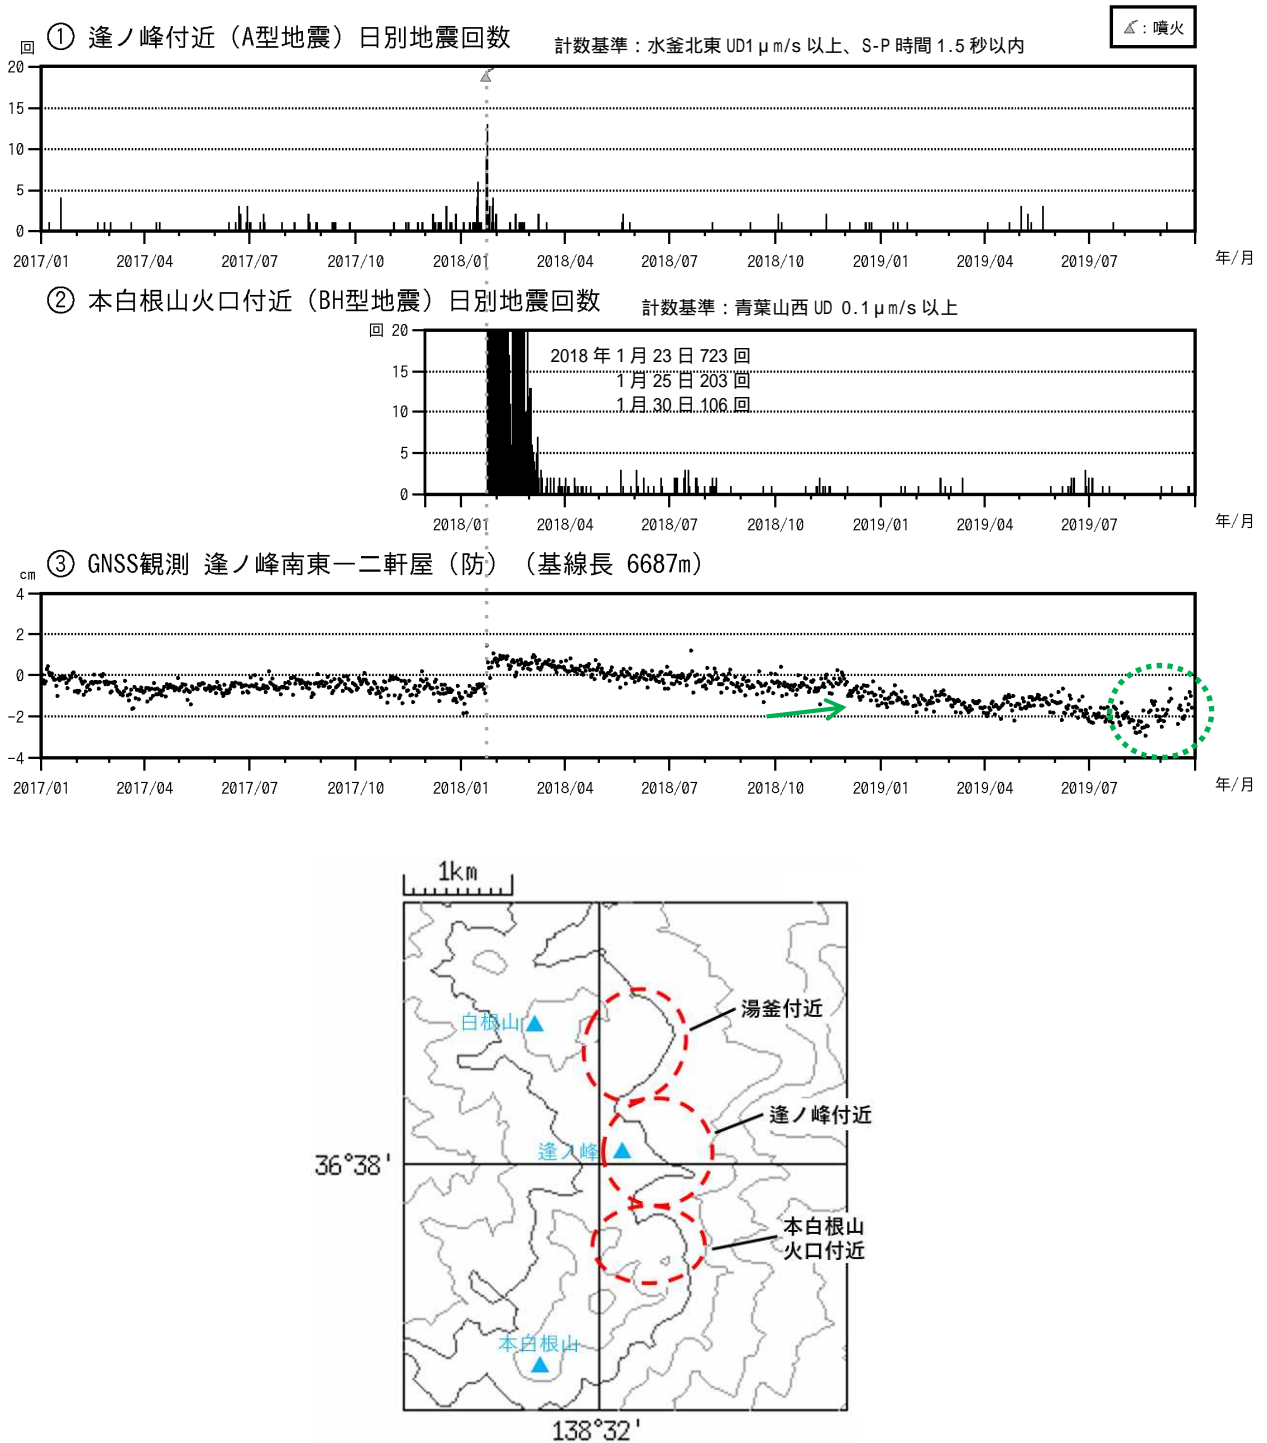 ：噴火
① 逢ノ峰付近（A型地震）日別地震回数
計数基準：水釜北東 UD1μm/s 以上、S-P 時間 1.5 秒以内
回
20
15
10
5
0
2017/01 2017/04 2017/07 2017/10 2018/01 2018/04 2018/07 2018/10 2019/01 2019/04 2019/07 年/月
② 本白根山火口付近（BH型地震）日別地震回数
計数基準：青葉山西 UD 0.1μm/s 以上
回 20
15
10
5
0
2018 年 1 月 23 日 723 回
1 月 25 日 203 回
1 月 30 日 106 回
2018/01 2018/04 2018/07 2018/10 2019/01 2019/04 2019/07 年/月
③ GNSS観測 逢ノ峰南東－二軒屋（防）（基線長 6687m）
cm
4
2
0
-2
-4
2017/01 2017/04 2017/07 2017/10 2018/01 2018/04 2018/07 2018/10 2019/01 2019/04 2019/07 年/月
1km
湯釜付近
白根山
逢ノ峰付近
逢ノ峰
36°38'
本白根山
火口付近
本白根山
138°32'